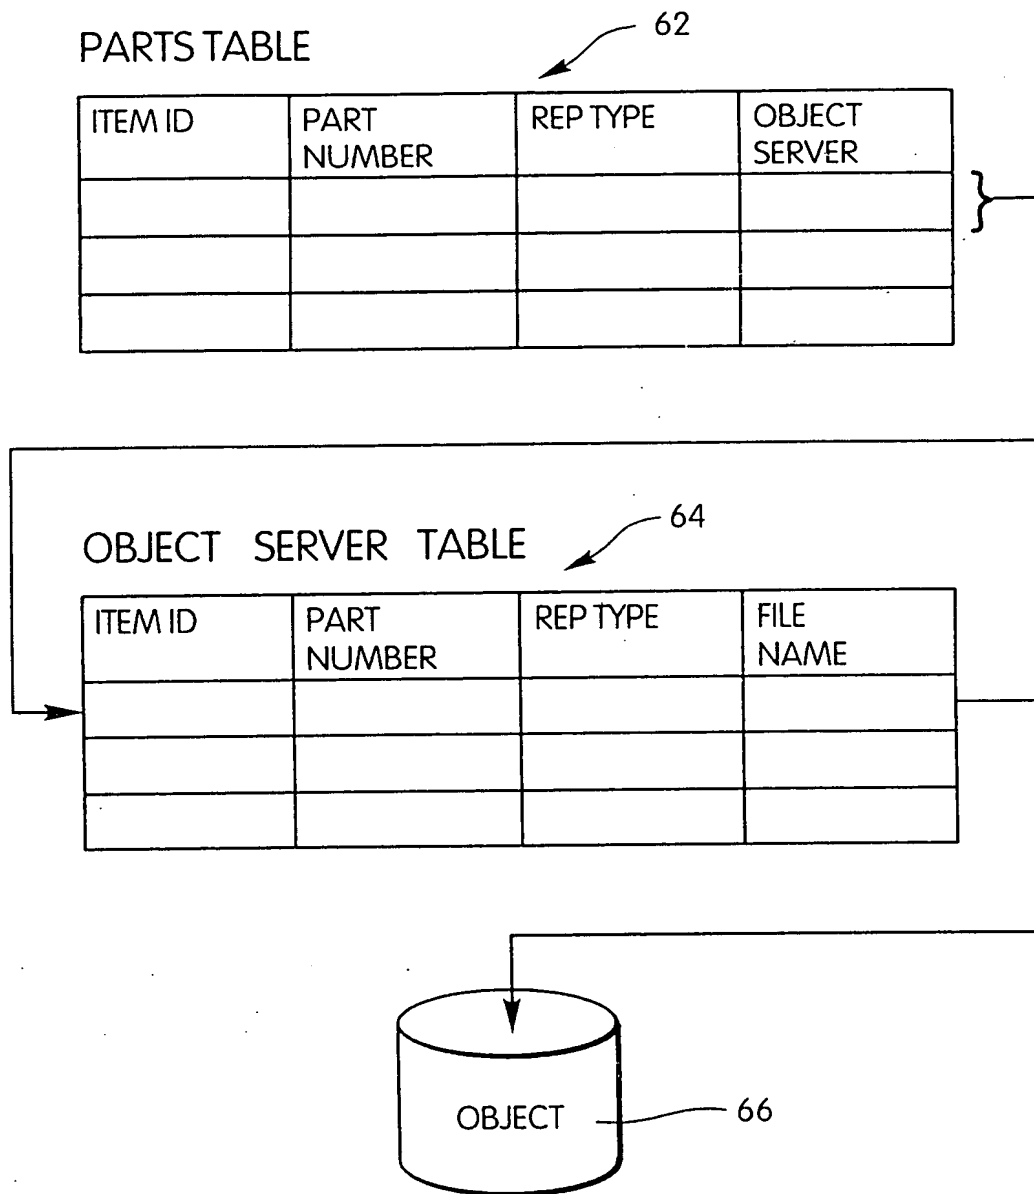 62
PARTS TABLE
ITEM ID
PART
NUMBER
REP TYPE
OBJECT
SERVER
64
OBJECT SERVER TABLE
ITEM ID
PART
NUMBER
REP TYPE
FILE
NAME
OBJECT
66